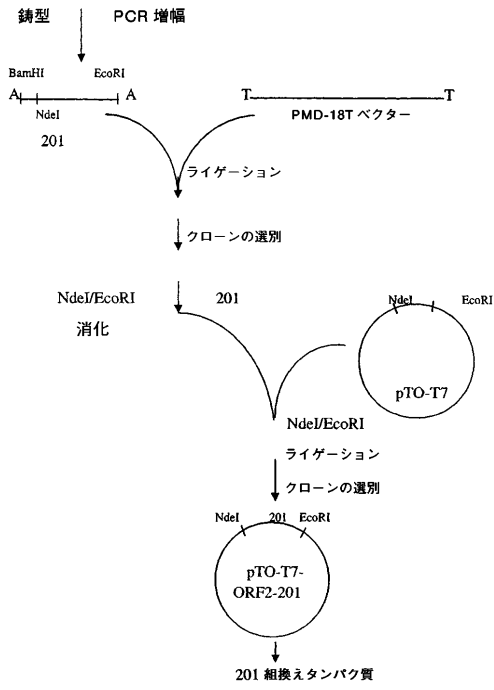 鋳型 PCR 増幅
BamHI EcoRI
A A T T
NdeI PMD-18T ベクター
201
ライゲーション
クローンの選別
NdeI/EcoRI 201
消化
NdeI EcoRI
pTO-T7
NdeI/EcoRI
ライゲーション
クローンの選別
NdeI 201 EcoRI
pTO-T7-
ORF2-201
201 組換えタンパク質